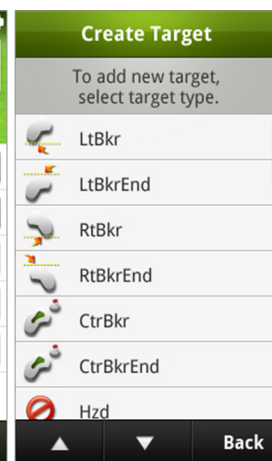 Create Target
To add new target,
select target type.
LtBkr
LtBkrEnd
RtBkr
RtBkrEnd
CtrBkr
CtrBkrEnd
Hzd
Back